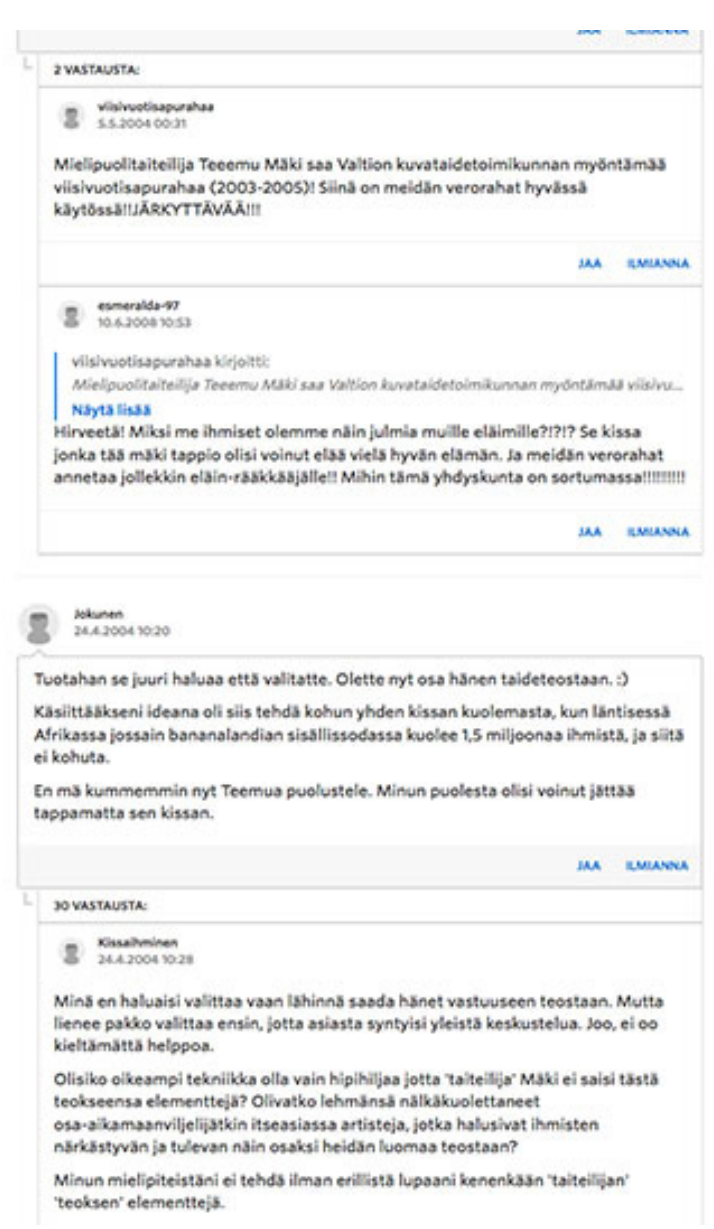 JAA ILMIANNA
2 VASTAUSTA:
viisivuotisapurahaa
5.5.2004 00:31
Mielipuolitaiteilija Teeemu Mäki saa Valtion kuvataidetoimikunnan myöntämää
viisivuotisapurahaa (2003-2005)! Siinä on meidän verorahat hyvässä
käytössä!!JÄRKYTTÄVÄÄ!!!
JAA ILMIANNA
esmeralda-97
10.6.2008 10:53
viisivuotisapurahaa kirjoitti:
Mielipuolitaiteilija Teeemu Mäki saa Valtion kuvataidetoimikunnan myöntämää viisivu...
Näytä lisää
Hirveetä! Miksi me ihmiset olemme näin julmia muille eläimille?!?!? Se kissa
jonka tää mäki tappio olisi voinut elää vielä hyvän elämän. Ja meidän verorahat
annetaa jollekkin eläin-rääkkääjälle!! Mihin tämä yhdyskunta on sortumassa!!!!!!!!!!
JAA ILMIANNA
Jokunen
24.4.2004 10:20
Tuotahan se juuri haluaa että valitatte. Olette nyt osa hänen taideteostaan. :)
Käsittääkseni ideana oli siis tehdä kohun yhden kissan kuolemasta, kun läntisessä
Afrikassa jossain bananalandian sisällissodassa kuolee 1,5 miljoonaa ihmistä, ja siitä
ei kohuta.
En mä kummemmin nyt Teemua puolustele. Minun puolesta olisi voinut jättää
tappamatta sen kissan.
JAA ILMIANNA
30 VASTAUSTA:
Kissaihminen
24.4.2004 10:28
Minä en haluaisi valittaa vaan lähinnä saada hänet vastuuseen teostaan. Mutta
lienee pakko valittaa ensin, jotta asiasta syntyisi yleistä keskustelua. Joo, ei oo
kieltämättä helppoa.
Olisiko oikeampi tekniikka olla vain hipihiljaa jotta 'taiteilija' Mäki ei saisi tästä
teokseensa elementtejä? Olivatko lehmänsä nälkäkuolettaneet
osa-aikamaanviljelijätkin itseasiassa artisteja, jotka halusivat ihmisten
närkästyvän ja tulevan näin osaksi heidän luomaa teostaan?
Minun mielipiteistäni ei tehdä ilman erillistä lupaani kenenkään 'taiteilijan'
'teoksen' elementtejä.